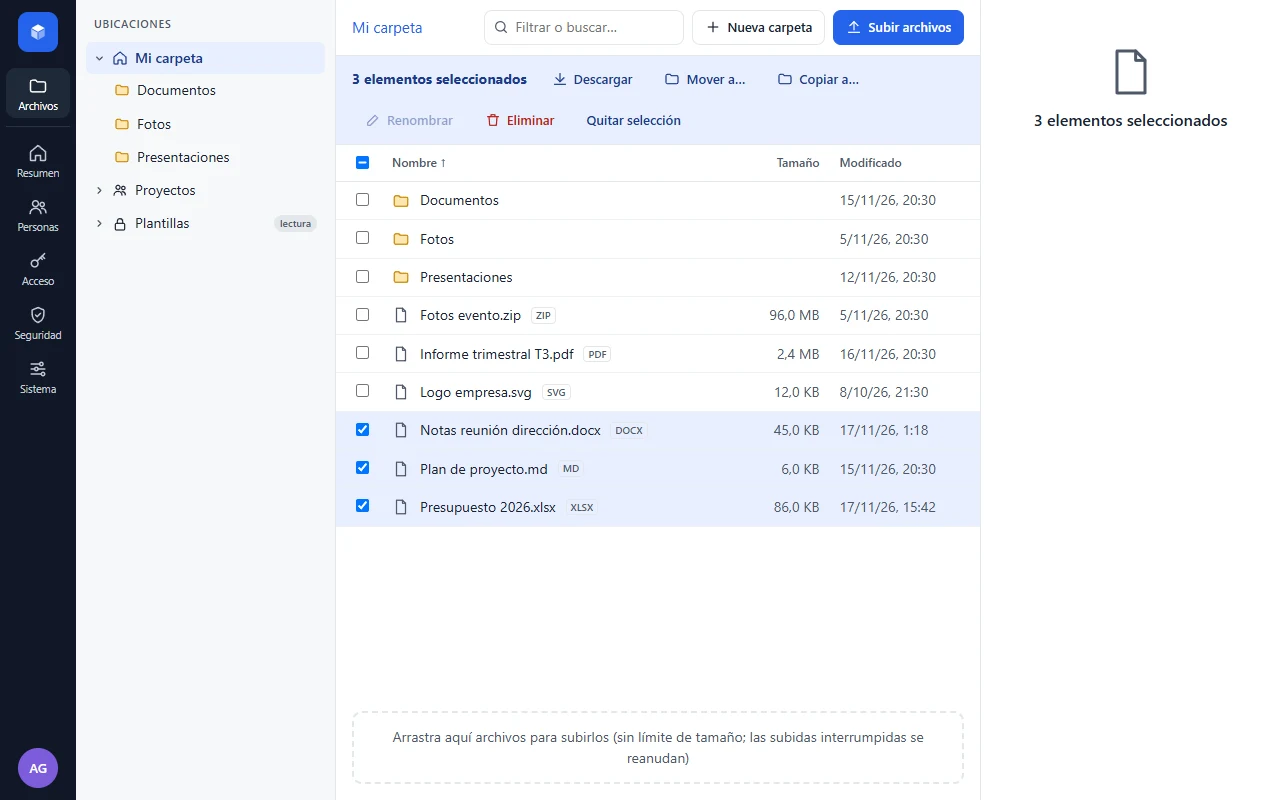 Archivos
Resumen
Personas
Acceso
Seguridad
Sistema
AG
UBICACIONES
Mi carpeta
Documentos
Fotos
Presentaciones
Proyectos
Plantillas lectura
Mi carpeta Filtrar o buscar... Nueva carpeta Subir archivos
3 elementos seleccionados Descargar Mover a... Copiar a...
Renombrar Eliminar Quitar selección
Nombre ↑ Tamaño Modificado
Documentos 15/11/26, 20:30
Fotos 5/11/26, 20:30
Presentaciones 12/11/26, 20:30
Fotos evento.zip ZIP 96,0 MB 5/11/26, 20:30
Informe trimestral T3.pdf PDF 2,4 MB 16/11/26, 20:30
Logo empresa.svg SVG 12,0 KB 8/10/26, 21:30
Notas reunión dirección.docx DOCX 45,0 KB 17/11/26, 1:18
Plan de proyecto.md MD 6,0 KB 15/11/26, 20:30
Presupuesto 2026.xlsx XLSX 86,0 KB 17/11/26, 15:42
Arrastra aquí archivos para subirlos (sin límite de tamaño; las subidas interrumpidas se
reanudan)
3 elementos seleccionados